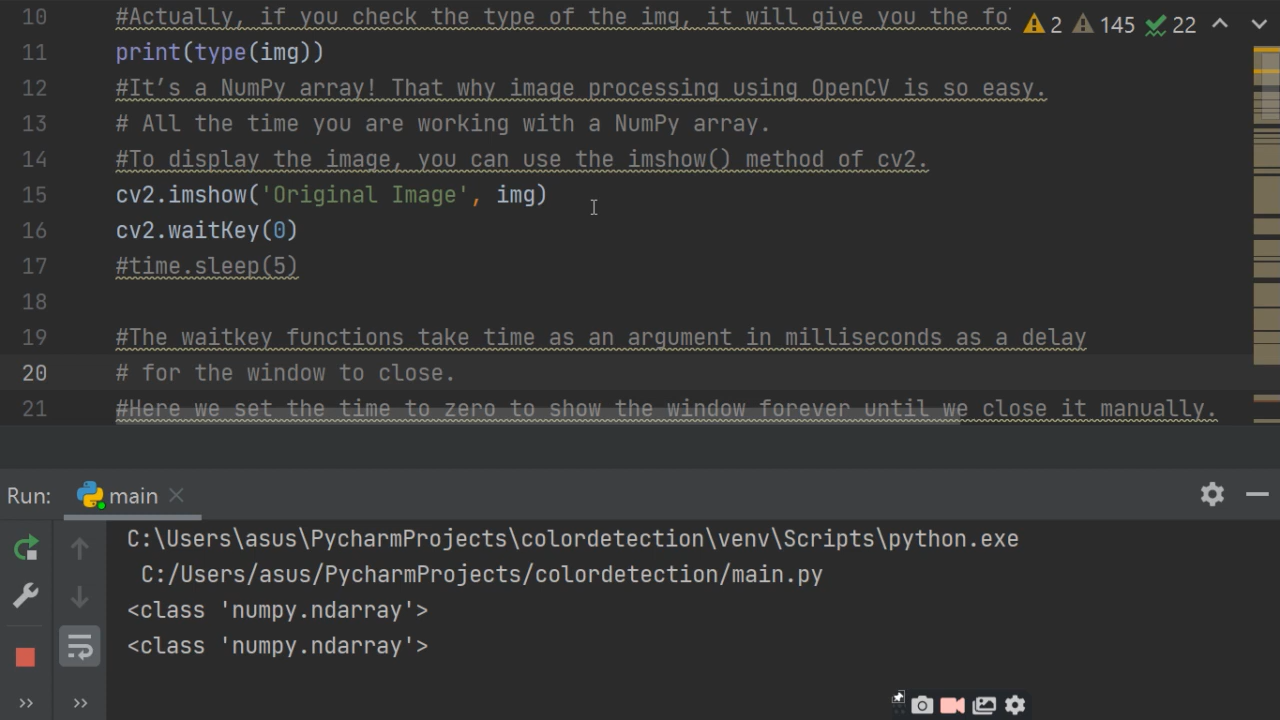 10 #Actually, if you check the type of the img, it will give you the fo
2 145 22
11 print(type(img))
12 #It’s a NumPy array! That why image processing using OpenCV is so easy.
13 # All the time you are working with a NumPy array.
14 #To display the image, you can use the imshow() method of cv2.
15 cv2.imshow('Original Image', img)
16 cv2.waitKey(0)
17 #time.sleep(5)
18
19 #The waitkey functions take time as an argument in milliseconds as a delay
20 # for the window to close.
21 #Here we set the time to zero to show the window forever until we close it manually.
Run: main
C:\Users\asus\PycharmProjects\colordetection\venv\Scripts\python.exe
C:/Users/asus/PycharmProjects/colordetection/main.py
<class 'numpy.ndarray'>
<class 'numpy.ndarray'>